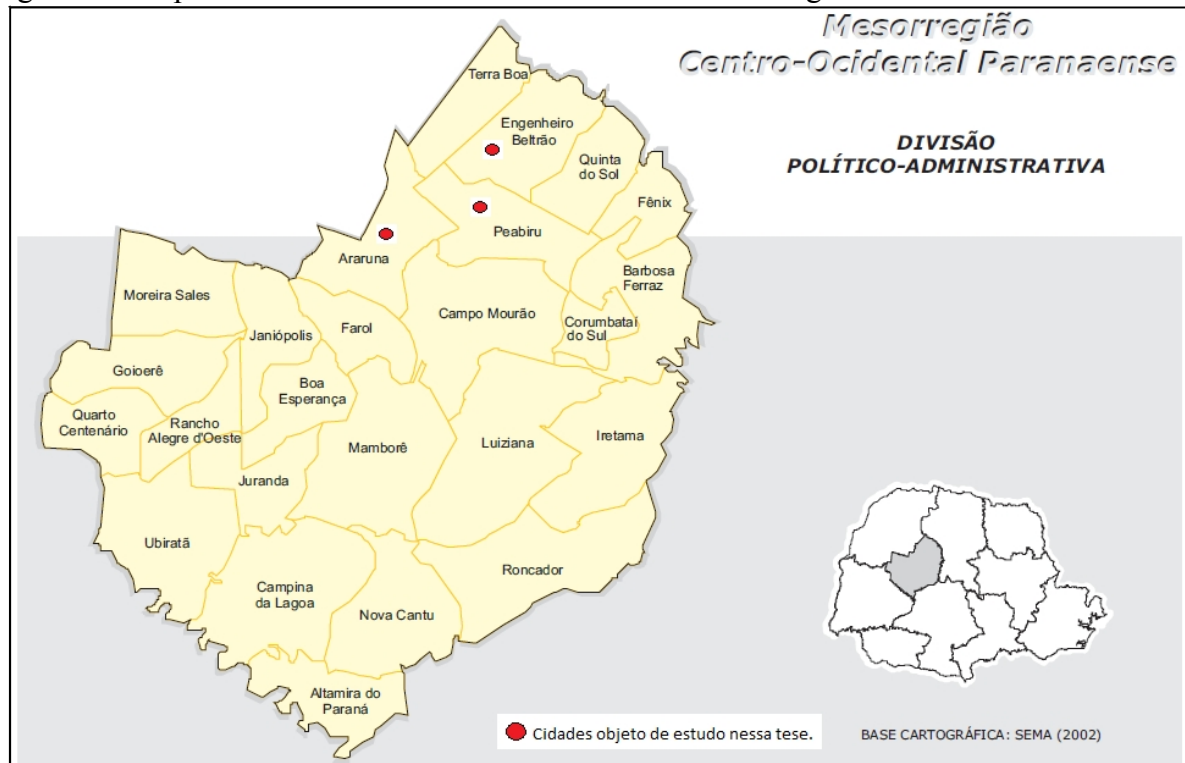 Mesorregião
Centro-Ocidental Paranaense
DIVISÃO
POLÍTICO-ADMINISTRATIVA
Terra Boa
Engenheiro
Beltrão
Quinta
do Sol
Fênix
Peabiru
Araruna
Barbosa
Ferraz
Moreira Sales
Campo Mourão
Corumbataí
do Sul
Farol
Janiópolis
Goioerê
Boa
Esperança
Quarto
Centenário
Rancho
Alegre d'Oeste
Mamborê
Luiziana
Iretama
Juranda
Ubiratã
Roncador
Campina
da Lagoa
Nova Cantu
Altamira do
Paraná
Cidades objeto de estudo nessa tese.
BASE CARTOGRÁFICA: SEMA (2002)